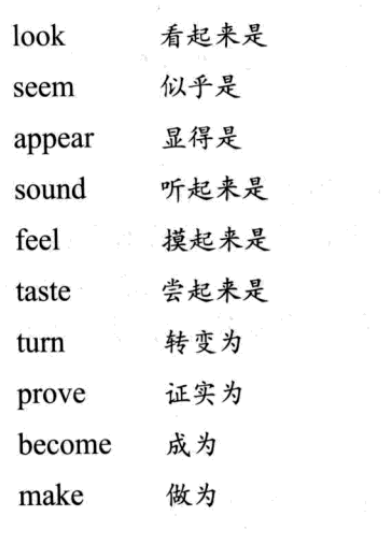 look 看起来是
seem 似乎是
appear 显得是
sound 听起来是
feel 摸起来是
taste 尝起来是
turn 转变为
prove 证实为
become 成为
make 做为